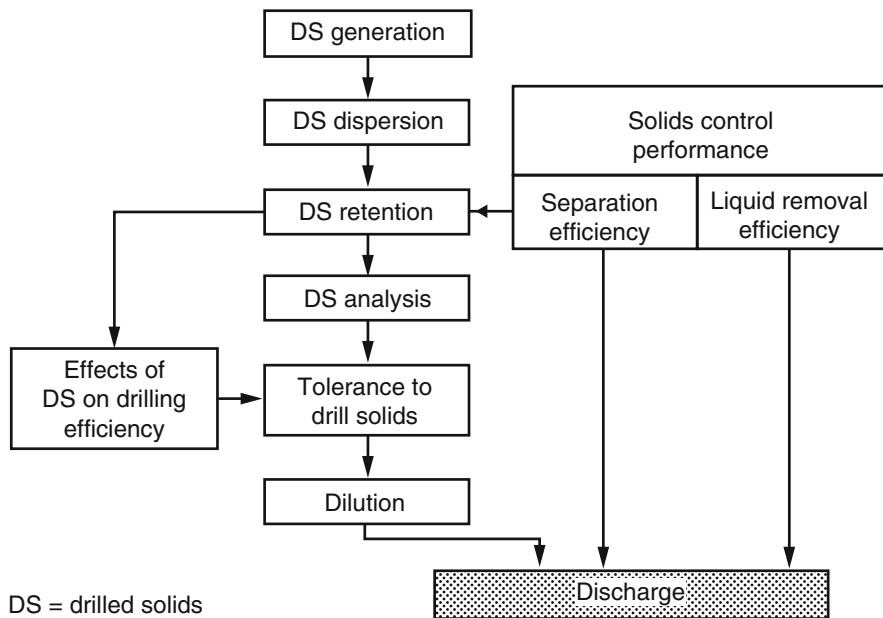 DS generation
DS dispersion
Solids control
performance
DS retention
Separation
efficiency
Liquid removal
efficiency
DS analysis
Effects of
DS on drilling
efficiency
Tolerance to
drill solids
Dilution
Discharge
DS = drilled solids